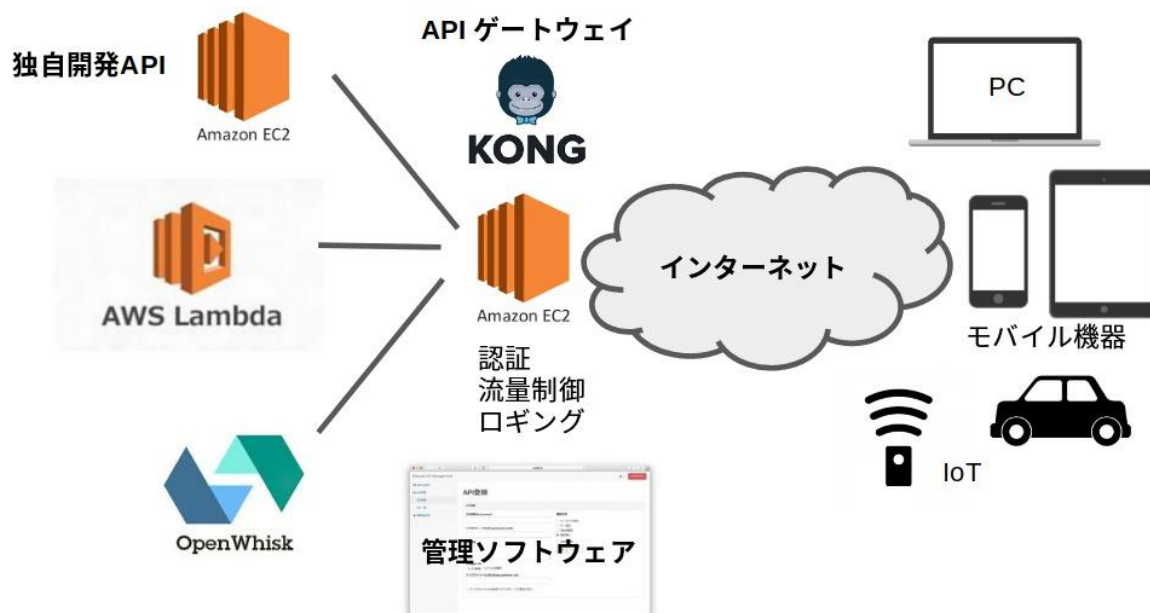 API ゲートウェイ
独自開発API
Amazon EC2
KONG
PC
AWS Lambda
Amazon EC2
インターネット
認証
流量制御
ロギング
モバイル機器
IoT
OpenWhisk
API登録
管理ソフトウェア